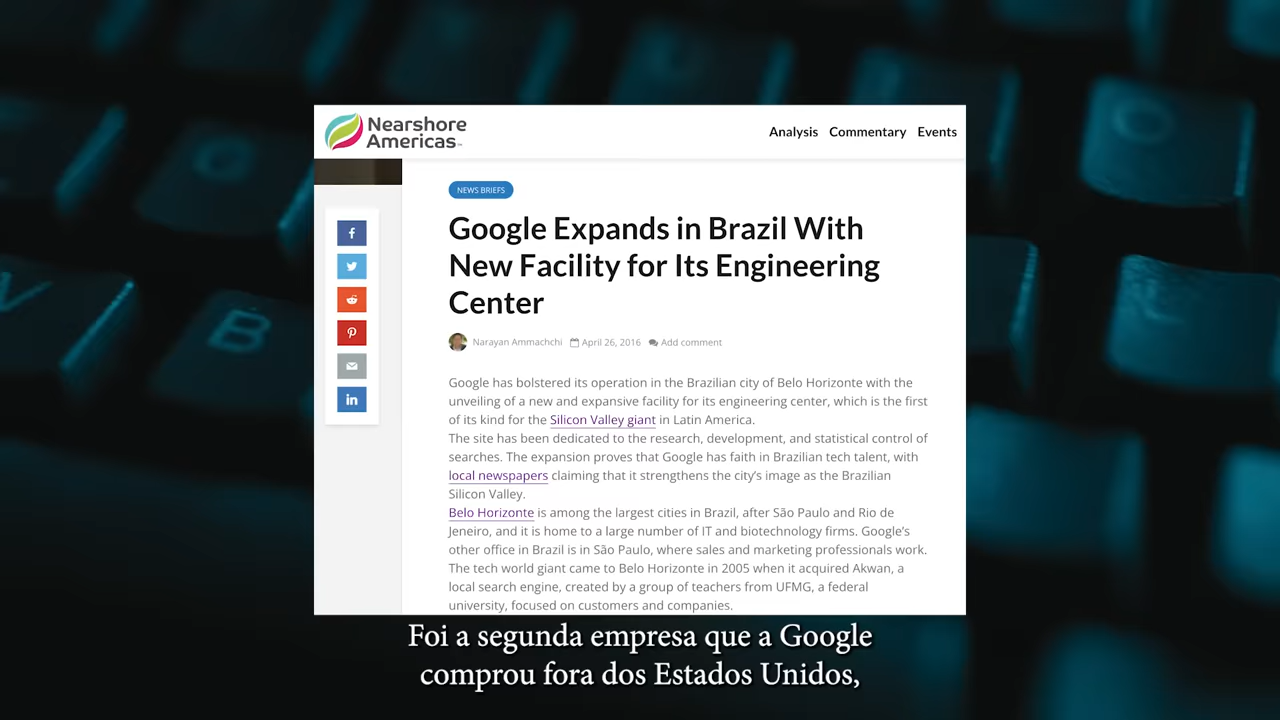 Nearshore
Americas
Analysis Commentary Events
NEWS BRIEFS
Google Expands in Brazil With
New Facility for Its Engineering
Center
Narayan Ammachchi April 26, 2016 Add comment
Google has bolstered its operation in the Brazilian city of Belo Horizonte with the
unveiling of a new and expansive facility for its engineering center, which is the first
of its kind for the Silicon Valley giant in Latin America.
The site has been dedicated to the research, development, and statistical control of
searches. The expansion proves that Google has faith in Brazilian tech talent, with
local newspapers claiming that it strengthens the city's image as the Brazilian
Silicon Valley.
Belo Horizonte is among the largest cities in Brazil, after São Paulo and Rio de
Jeneiro, and it is home to a large number of IT and biotechnology firms. Google's
other office in Brazil is in São Paulo, where sales and marketing professionals work.
The tech world giant came to Belo Horizonte in 2005 when it acquired Akwan, a
local search engine, created by a group of teachers from UFMG, a federal
university, focused on customers and companies.
Foi a segunda empresa que a Google
comprou fora dos Estados Unidos,